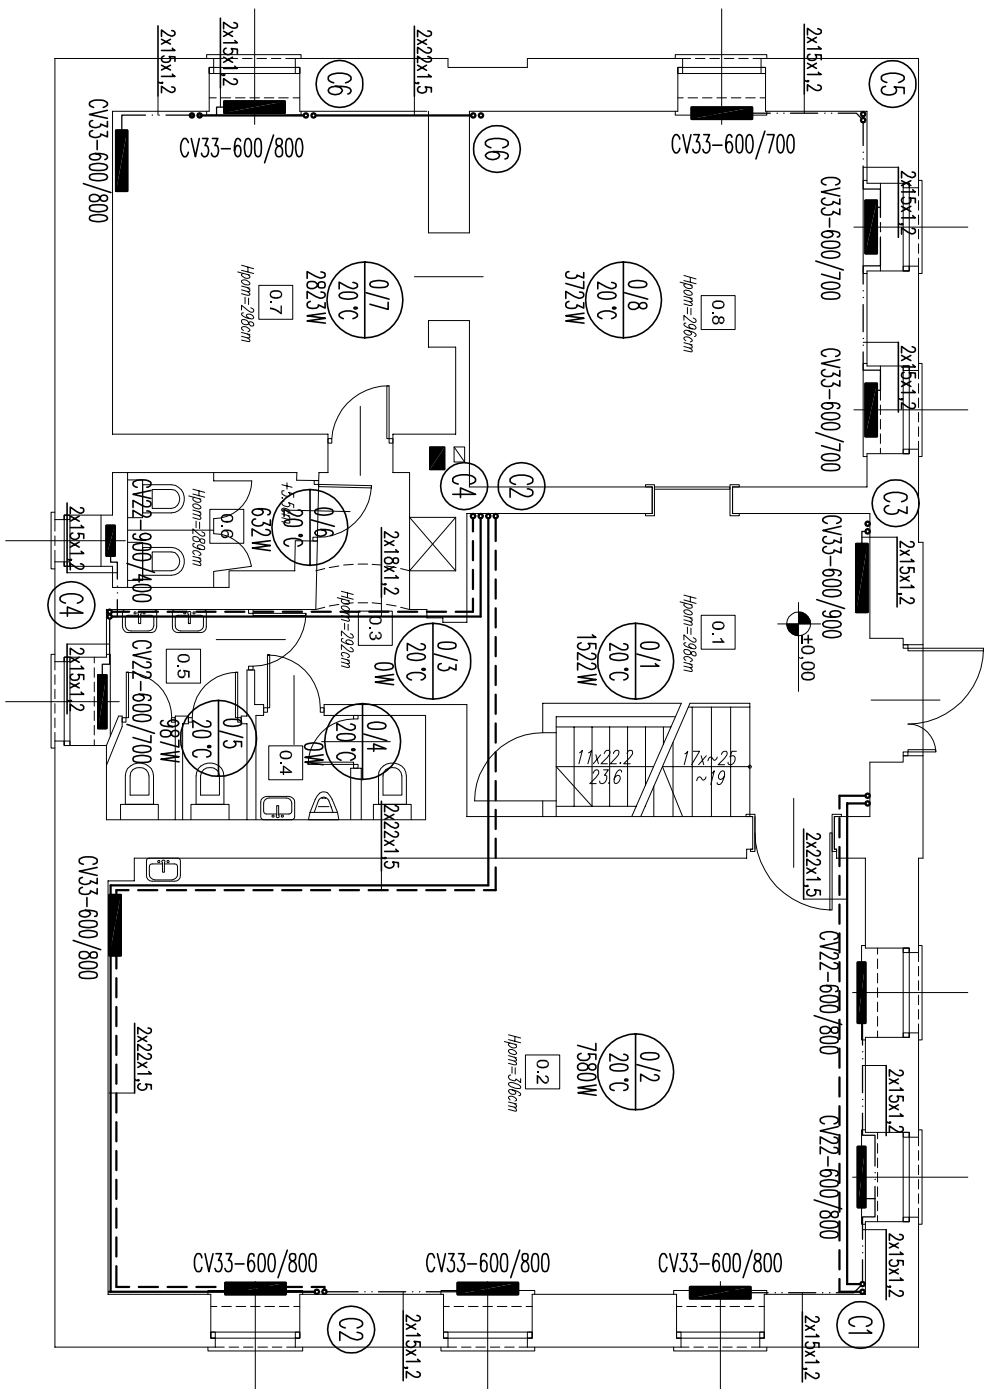 2x15x1,2
2x15x1,2
2x22x1,5
2x15x1,2
C6
C5
CV33-600/800
CV33-600/800
C6
CV33-600/700
2x15x1,2
CV33-600/700
0/7
20°C
2823W
0.7
Hpom=298cm
0/8
20°C
3723W
0.8
Hpom=296cm
2x15x1,2
CV33-600/700
C4
C2
C3
2x15x1,2
CV22-900/400
Hpom=289cm
0.6
0/6
20°C
632W
2x18x1,2
CV33-600/900
2x15x1,2
C4
0.3
Hpom=292cm
0/3
20°C
0W
0/1
20°C
1522W
0.1
Hpom=298cm
±0.00
2x15x1,2
CV22-600/700
0.5
0/5
20°C
987W
0.4
0/4
20°C
0W
11x22.2
23.6
17x~25
~19
2x22x1,5
2x22x1,5
CV33-600/800
CV22-600/800
2x22x1,5
0/2
20°C
7580W
0.2
Hpom=306cm
2x15x1,2
CV22-600/800
2x15x1,2
CV33-600/800
CV33-600/800
CV33-600/800
C2
2x15x1,2
2x15x1,2
C1